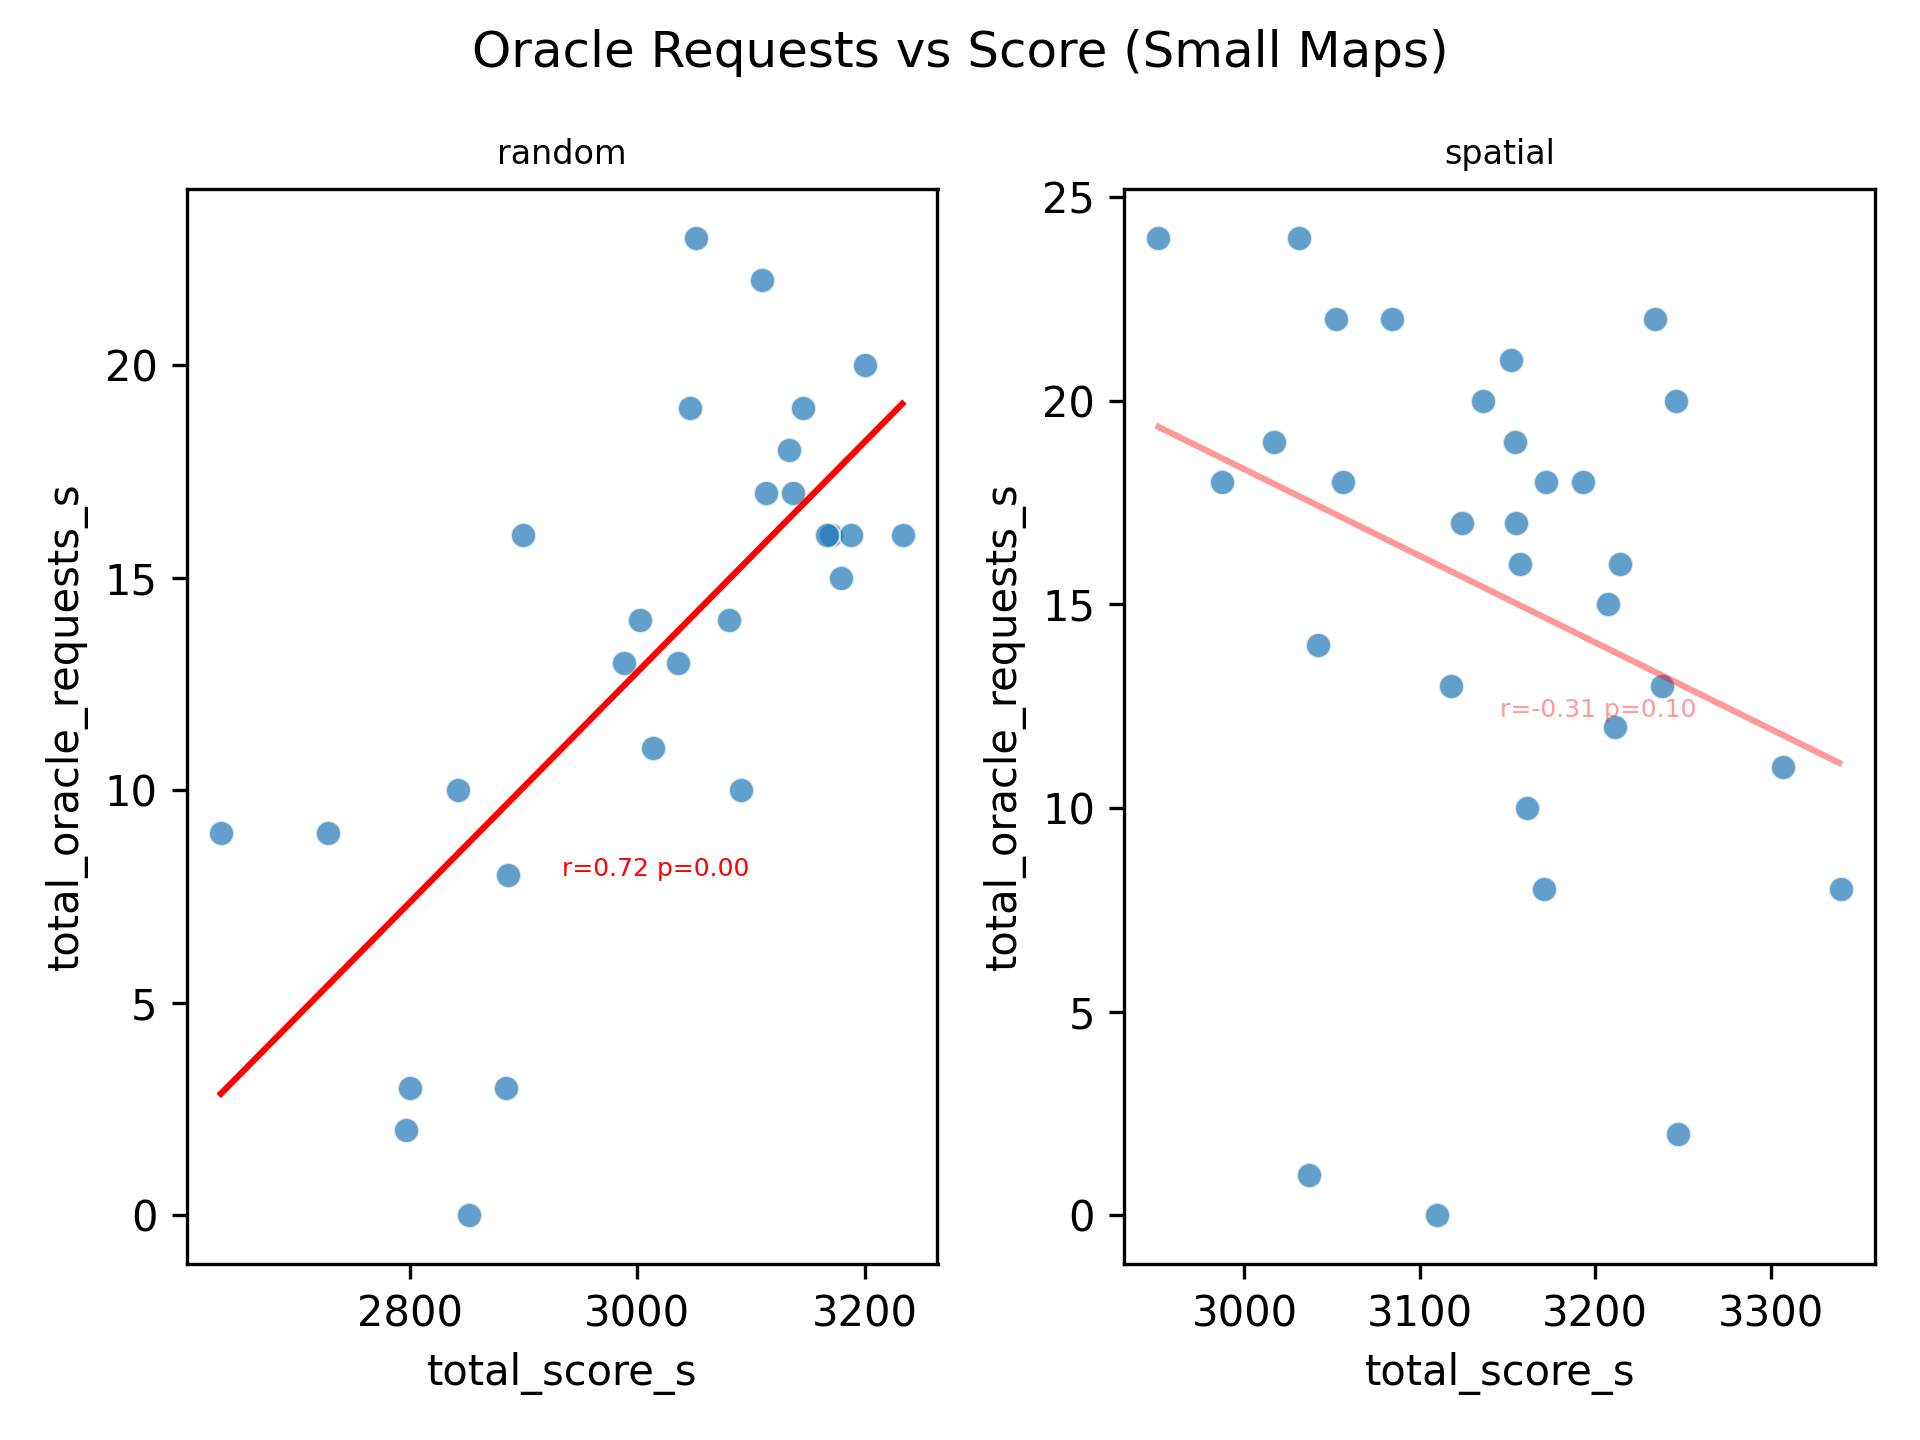 Oracle Requests vs Score (Small Maps)
random
total_oracle_requests_s
20
15
10
5
0
r=0.72 p=0.00
2800
3000
3200
total_score_s
spatial
total_oracle_requests_s
25
20
15
10
5
0
r=-0.31 p=0.10
3000
3100
3200
3300
total_score_s